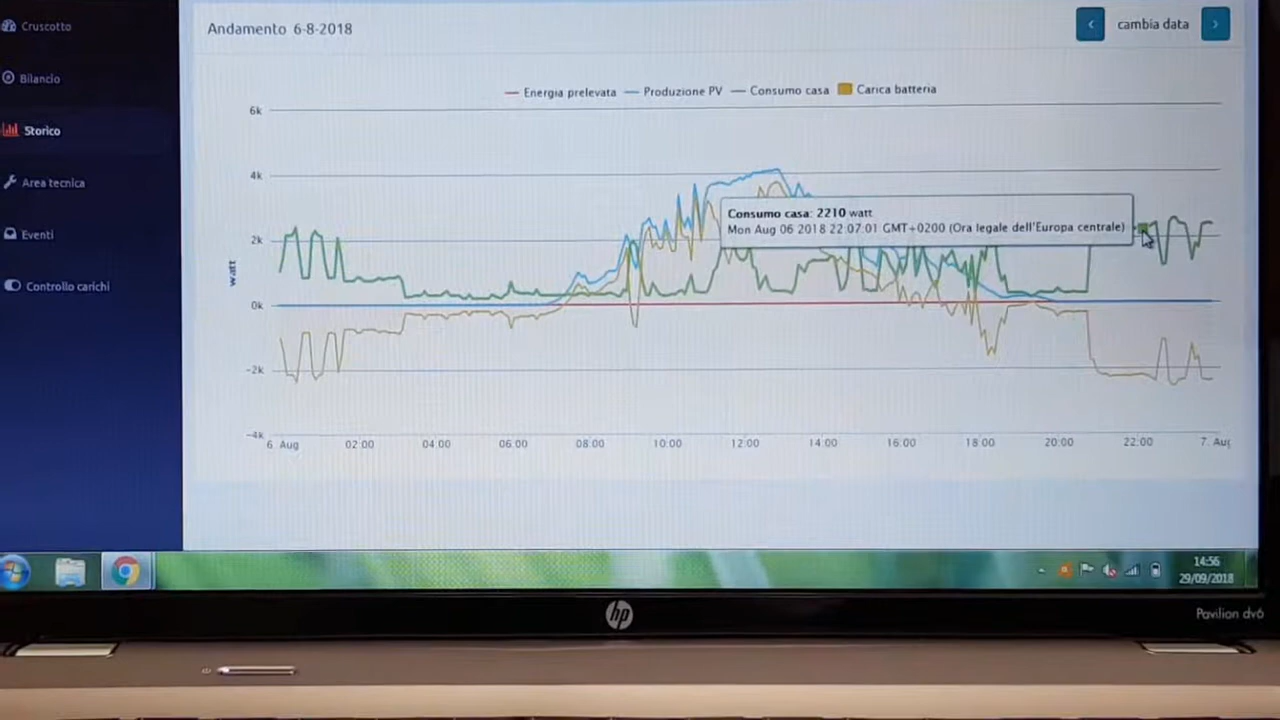 Cruscotto
Bilancio
Storico
Area tecnica
Eventi
Controllo carichi
Andamento 6-8-2018
cambia data
Energia prelevata
Produzione PV
Consumo casa
Carica batteria
6k
4k
2k
0k
-2k
-4k
watt
Consumo casa: 2210 watt
Mon Aug 06 2018 22:07:01 GMT+0200 (Ora legale dell'Europa centrale)
6. Aug
02:00
04:00
06:00
08:00
10:00
12:00
14:00
16:00
18:00
20:00
22:00
7. Aug
14:56
29/09/2018
hp
Pavilion dv6